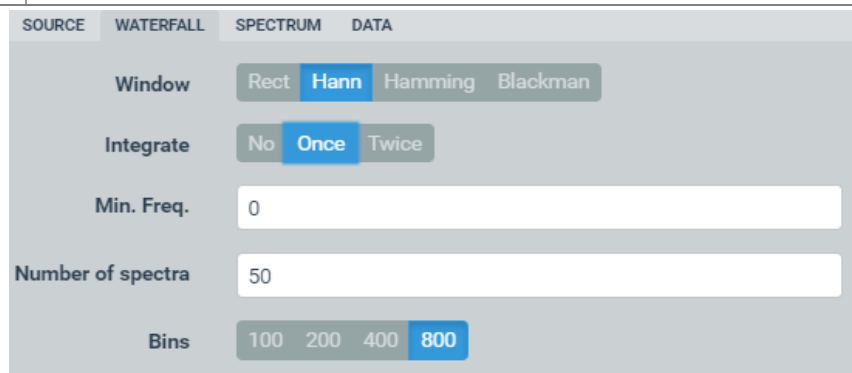 SOURCE WATERFALL SPECTRUM DATA
Window Rect Hann Hamming Blackman
Integrate No Once Twice
Min. Freq. 0
Number of spectra 50
Bins 100 200 400 800